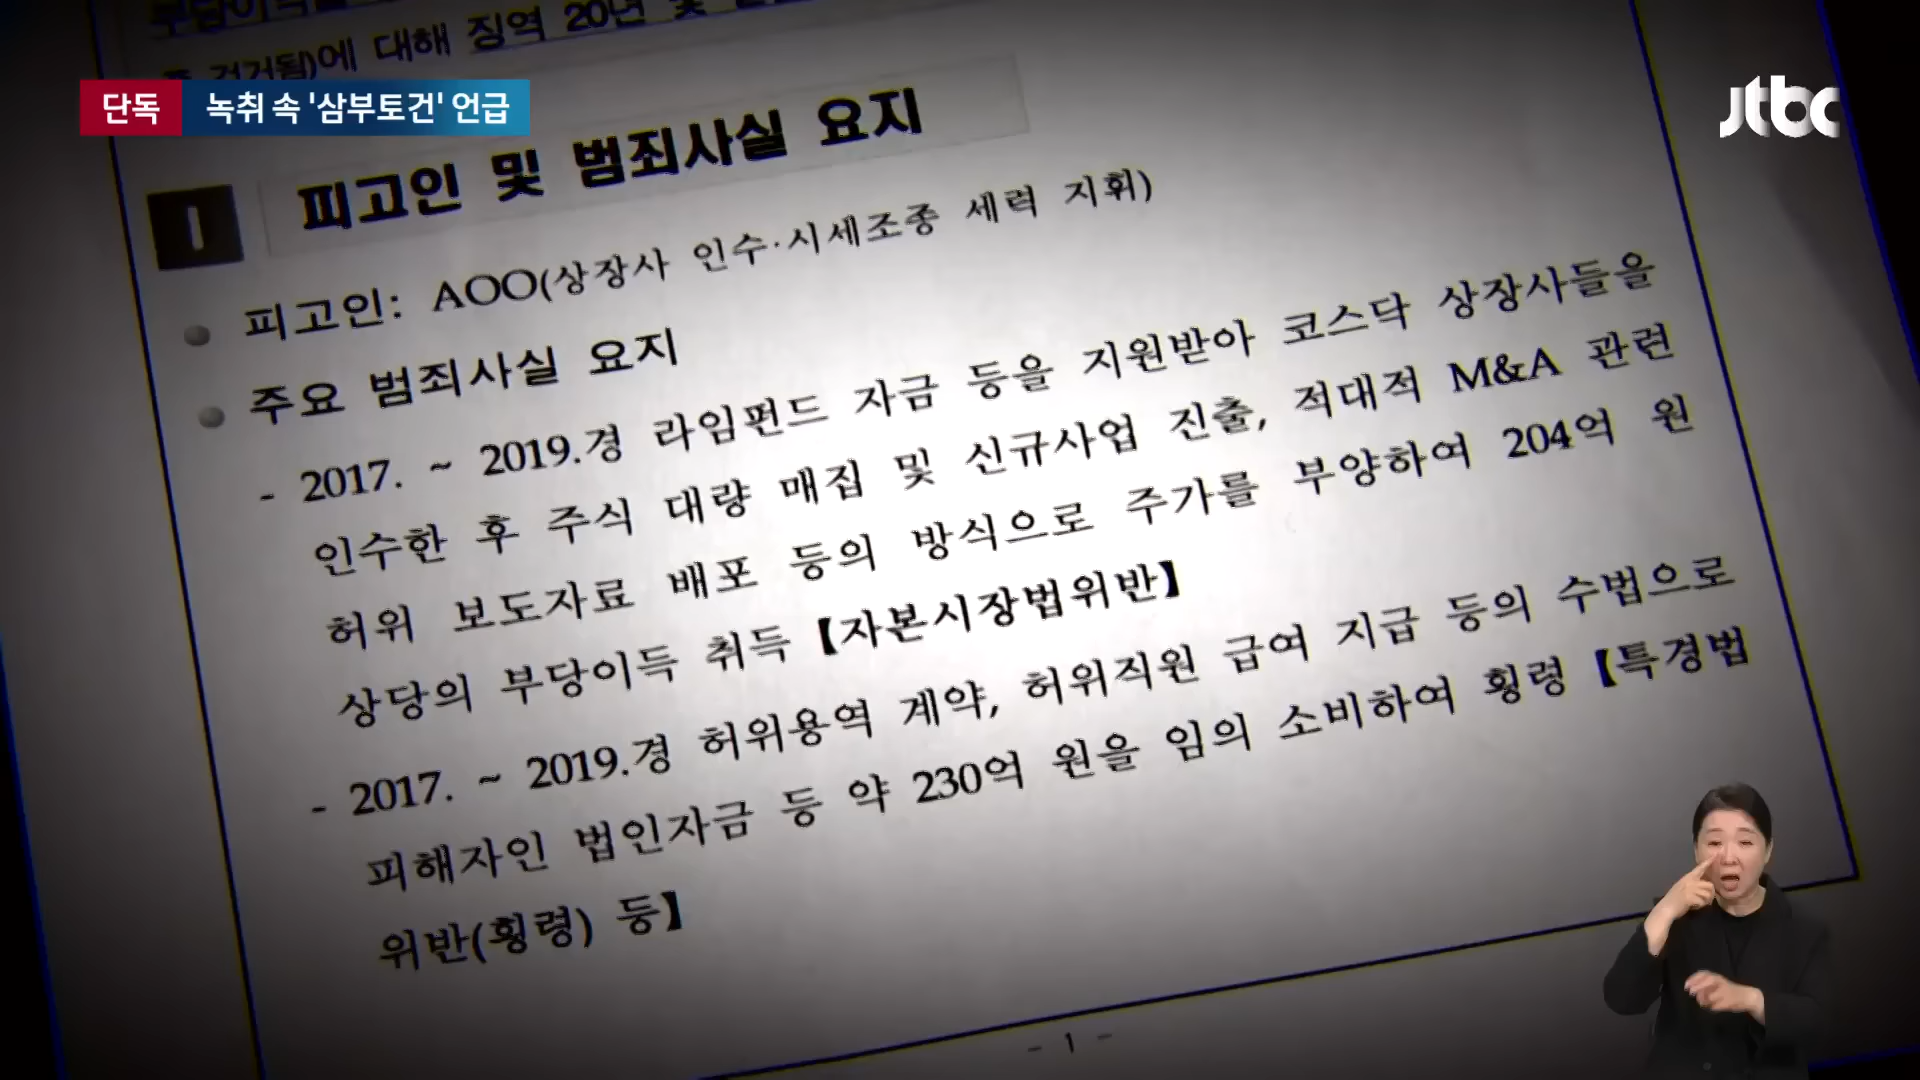 에 대해 징역 20년 및
단독 녹취 속 '삼부토건' 언급
jtbc
I 피고인 및 범죄사실 요지
피고인: AOO(상장사 인수·시세조종 세력 지휘)
주요 범죄사실 요지
- 2017. ~ 2019.경 라임펀드 자금 등을 지원받아 코스닥 상장사들을
인수한 후 주식 대량 매집 및 신규사업 진출, 적대적 M&A 관련
허위 보도자료 배포 등의 방식으로 주가를 부양하여 204억 원
상당의 부당이득 취득【자본시장법위반】
- 2017. ~ 2019.경 허위용역 계약, 허위직원 급여 지급 등의 수법으로
피해자인 법인자금 등 약 230억 원을 임의 소비하여 횡령【특경법
위반(횡령) 등】
- 1 -